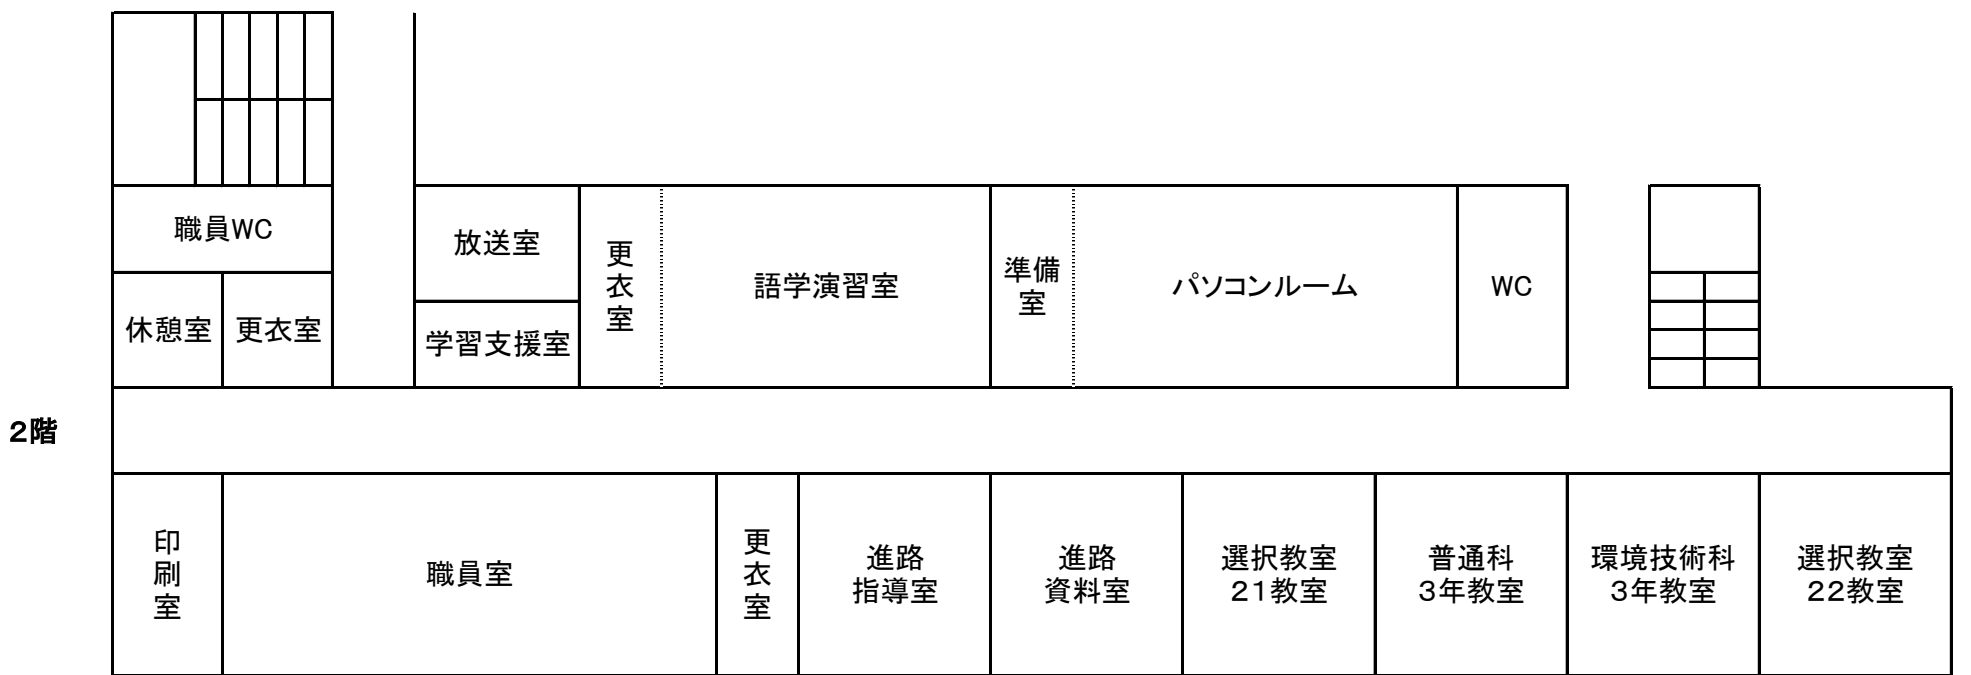 職員WC
休憩室
更衣室
放送室
学習支援室
更
衣
室
語学演習室
準備
室
パソコンルーム
WC
２階
印
刷
室
職員室
更
衣
室
進路
指導室
進路
資料室
選択教室
２１教室
普通科
３年教室
環境技術科
３年教室
選択教室
２２教室